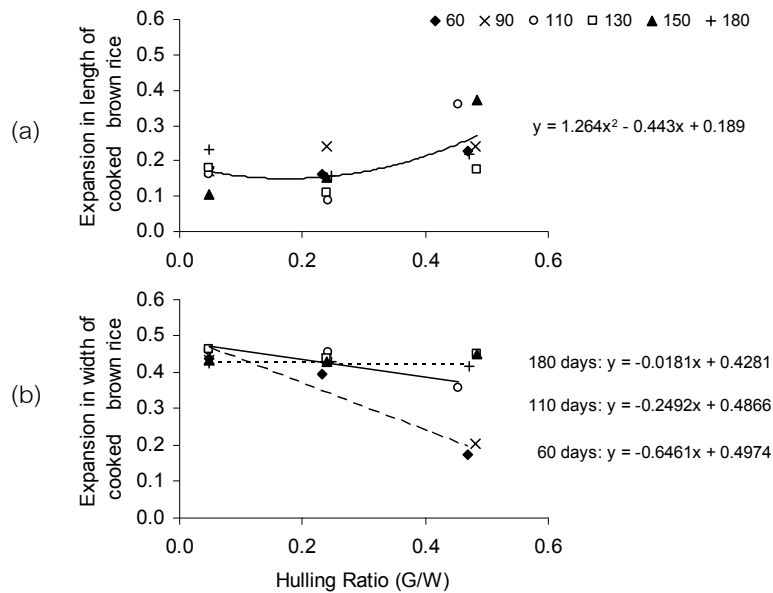 ◆ 60 × 90 ○ 110 □ 130 ▲ 150 + 180
(a)
Expansion in length of
cooked brown rice
0.6
0.5
0.4
0.3
0.2
0.1
0.0
0.0 0.2 0.4 0.6
y = 1.264x² - 0.443x + 0.189
(b)
Expansion in width of
cooked brown rice
0.6
0.5
0.4
0.3
0.2
0.1
0.0
0.0 0.2 0.4 0.6
180 days: y = -0.0181x + 0.4281
110 days: y = -0.2492x + 0.4866
60 days: y = -0.6461x + 0.4974
Hulling Ratio (G/W)